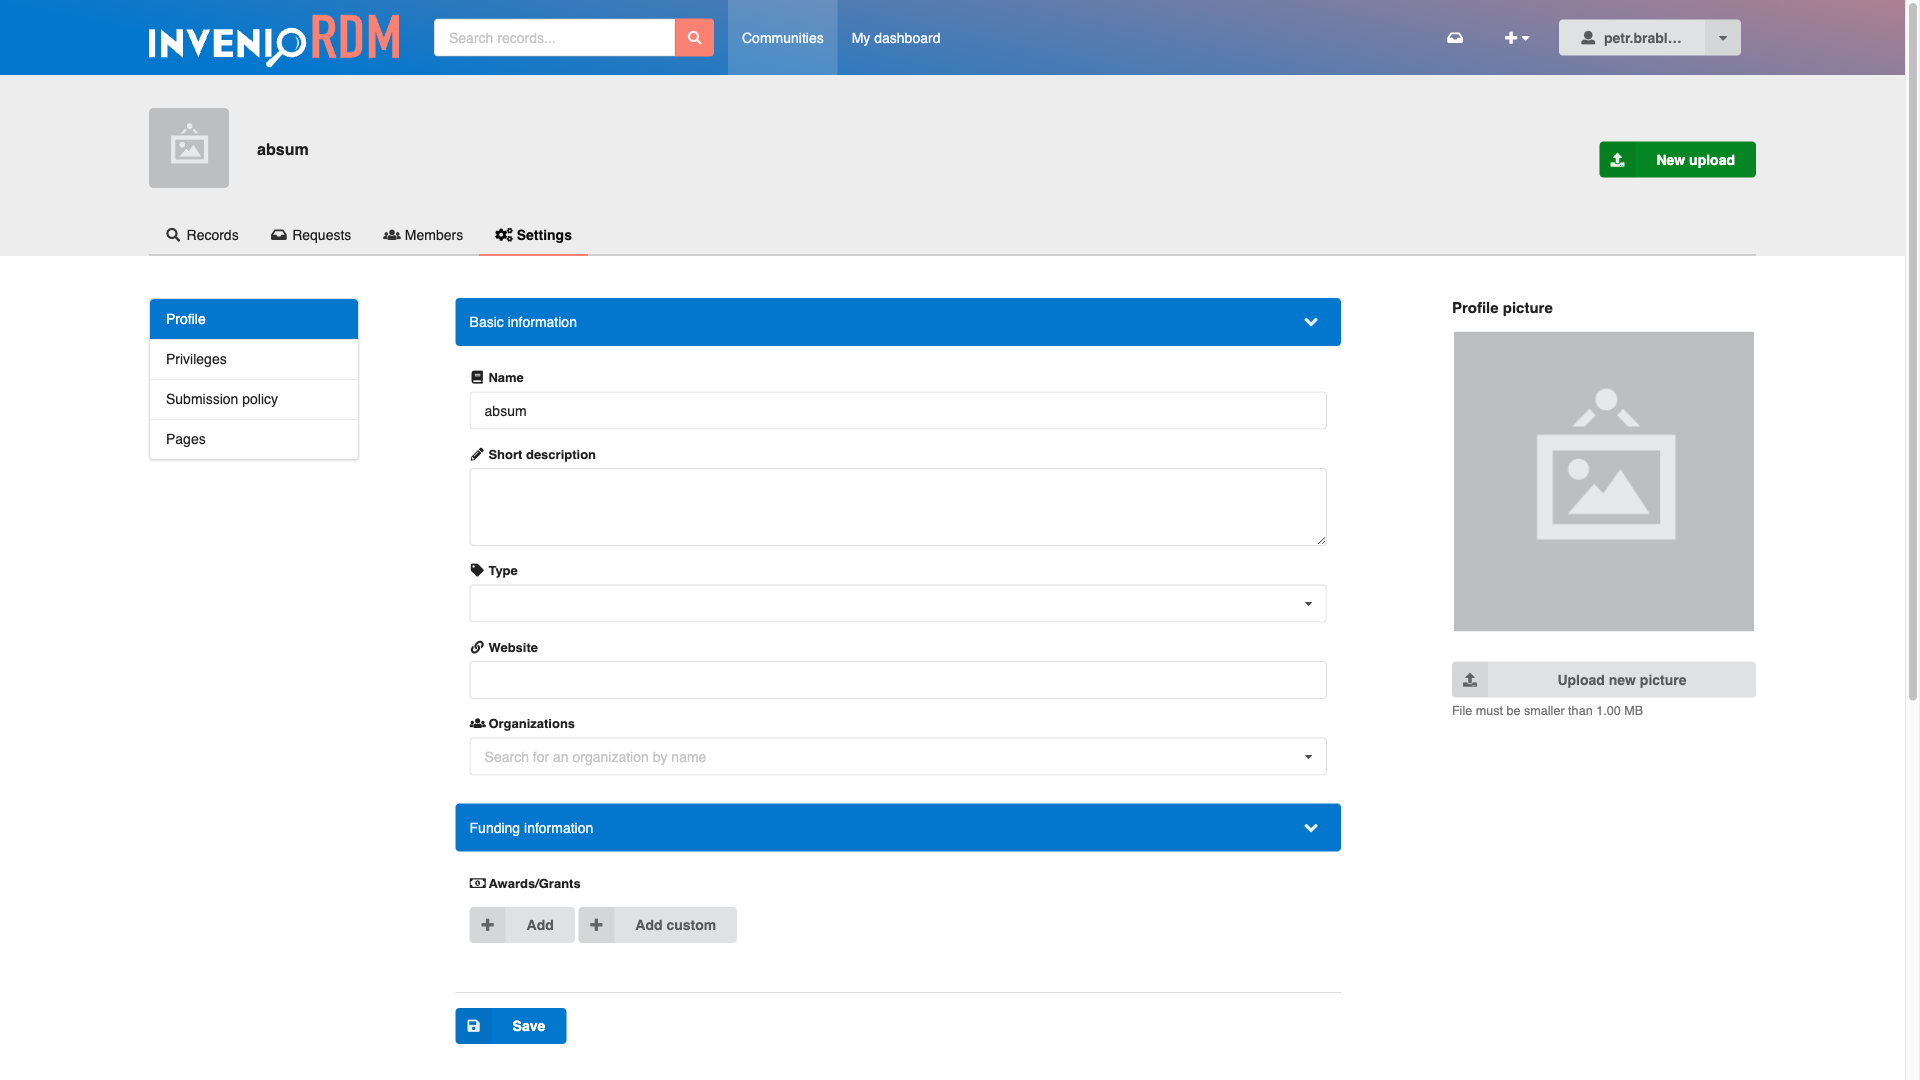 INVENIO RDM
Search records...
Communities
My dashboard
petr.brabl...
absum
New upload
Records
Requests
Members
Settings
Profile
Privileges
Submission policy
Pages
Basic information
Name
absum
Short description
Type
Website
Organizations
Search for an organization by name
Funding information
Awards/Grants
Add
Add custom
Save
Profile picture
Upload new picture
File must be smaller than 1.00 MB